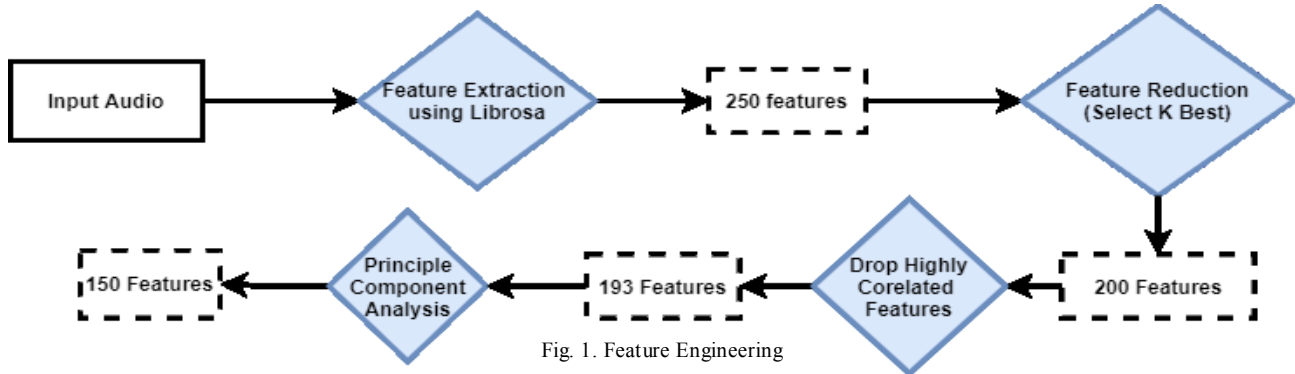 Input Audio
Feature Extraction
using Librosa
250 features
Feature Reduction
(Select K Best)
200 Features
Drop Highly
Corelated
Features
193 Features
Principle
Component
Analysis
150 Features
Fig. 1. Feature Engineering